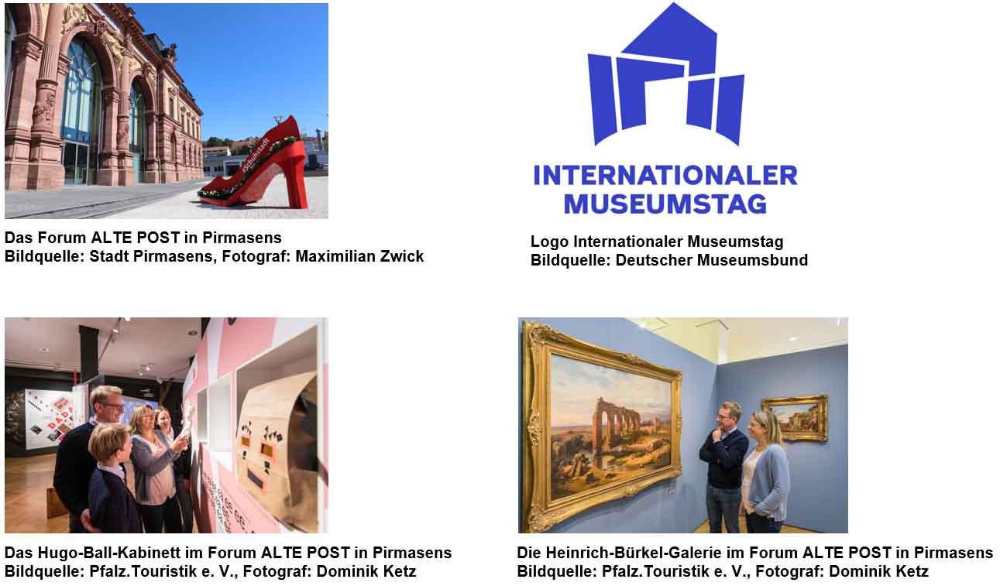 #Schuhstadt
INTERNATIONALER
MUSEUMSTAG
Das Forum ALTE POST in Pirmasens
Bildquelle: Stadt Pirmasens, Fotograf: Maximilian Zwick
Logo Internationaler Museumstag
Bildquelle: Deutscher Museumsbund
DADA
Das Hugo-Ball-Kabinett im Forum ALTE POST in Pirmasens
Bildquelle: Pfalz.Touristik e. V., Fotograf: Dominik Ketz
Die Heinrich-Bürkel-Galerie im Forum ALTE POST in Pirmasens
Bildquelle: Pfalz.Touristik e. V., Fotograf: Dominik Ketz